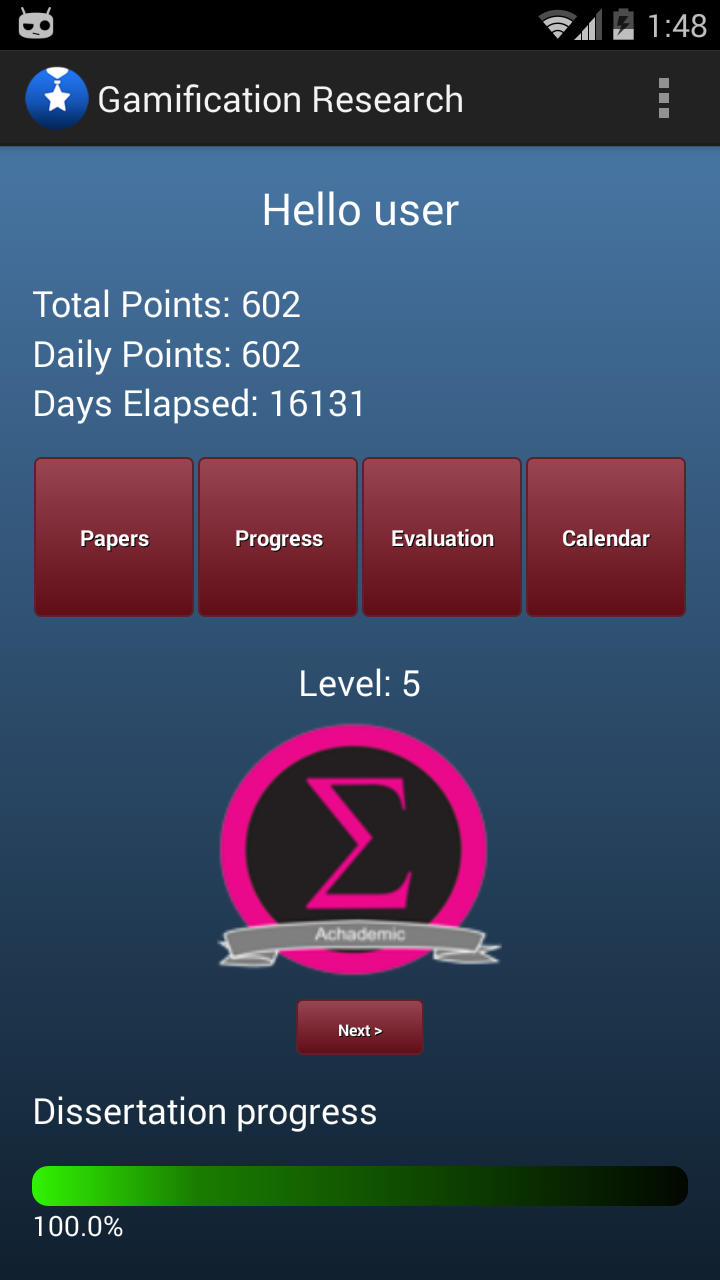 1:48
Gamification Research
Hello user
Total Points: 602
Daily Points: 602
Days Elapsed: 16131
Papers Progress Evaluation Calendar
Level: 5
Σ
Achademic
Next >
Dissertation progress
100.0%